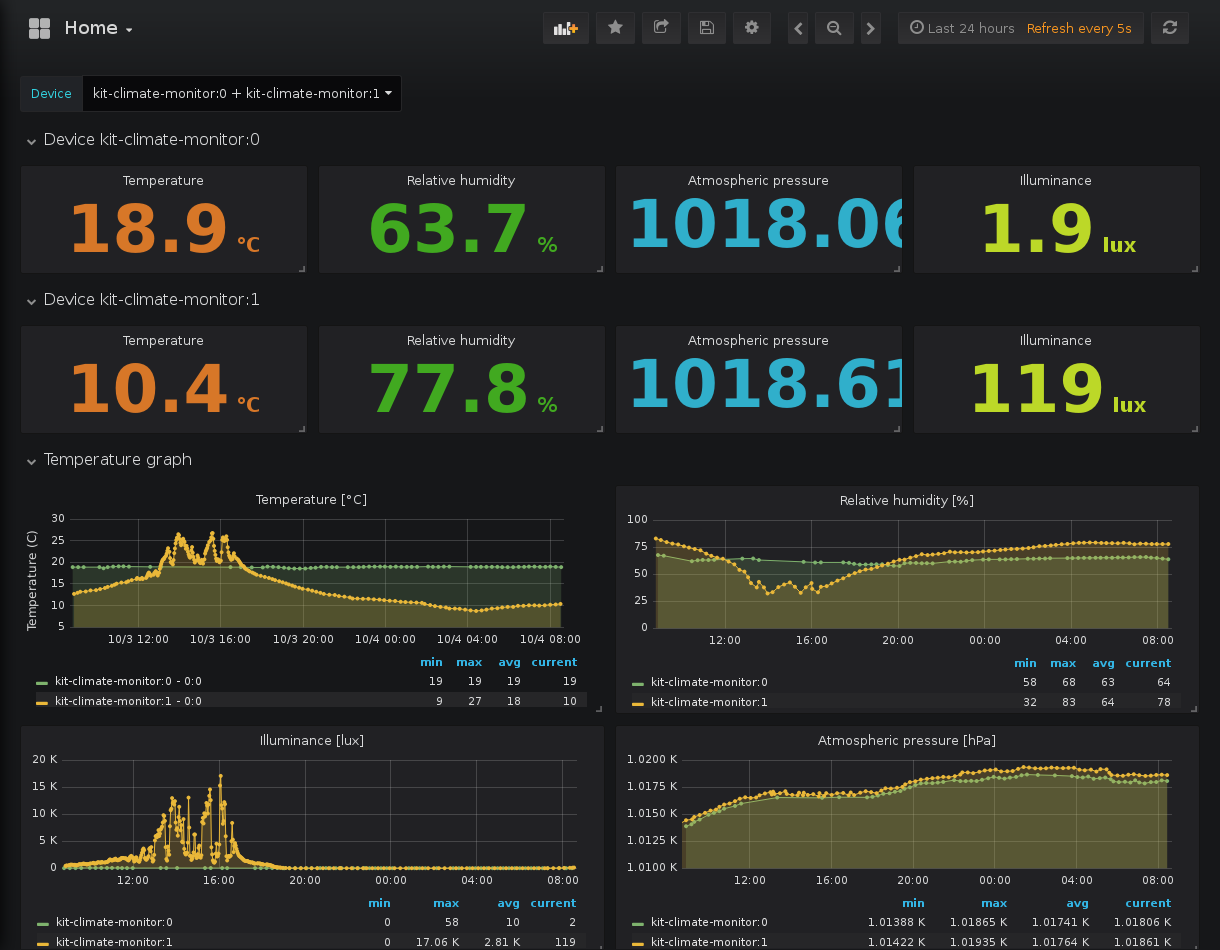 Home
Last 24 hours Refresh every 5s
Device kit-climate-monitor:0 + kit-climate-monitor:1
Device kit-climate-monitor:0
Temperature Relative humidity Atmospheric pressure Illuminance
18.9 °C 63.7 % 1018.06 1.9 lux
Device kit-climate-monitor:1
Temperature Relative humidity Atmospheric pressure Illuminance
10.4 °C 77.8 % 1018.61 119 lux
Temperature graph
Temperature [°C]
Temperature (C)
30
25
20
15
10
5
10/3 12:00 10/3 16:00 10/3 20:00 10/4 00:00 10/4 04:00 10/4 08:00
min max avg current
kit-climate-monitor:0 - 0:0 19 19 19 19
kit-climate-monitor:1 - 0:0 9 27 18 10
Relative humidity [%]
100
75
50
25
0
12:00 16:00 20:00 00:00 04:00 08:00
min max avg current
kit-climate-monitor:0 58 68 63 64
kit-climate-monitor:1 32 83 64 78
Illuminance [lux]
20 K
15 K
10 K
5 K
0
12:00 16:00 20:00 00:00 04:00 08:00
min max avg current
kit-climate-monitor:0 0 58 10 2
kit-climate-monitor:1 0 17.06 K 2.81 K 119
Atmospheric pressure [hPa]
1.0200 K
1.0175 K
1.0150 K
1.0125 K
1.0100 K
12:00 16:00 20:00 00:00 04:00 08:00
min max avg current
kit-climate-monitor:0 1.01388 K 1.01865 K 1.01741 K 1.01806 K
kit-climate-monitor:1 1.01422 K 1.01935 K 1.01764 K 1.01861 K